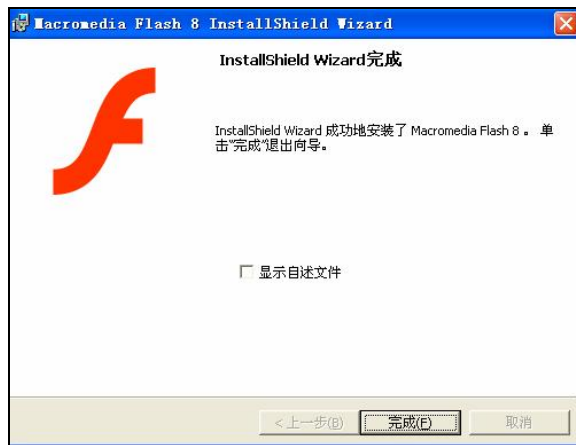 Macromedia Flash 8 InstallShield Wizard
InstallShield Wizard完成
InstallShield Wizard 成功地安装了 Macromedia Flash 8 。 单
击“完成”退出向导。
显示自述文件
< 上一步(B)
完成(F)
取消